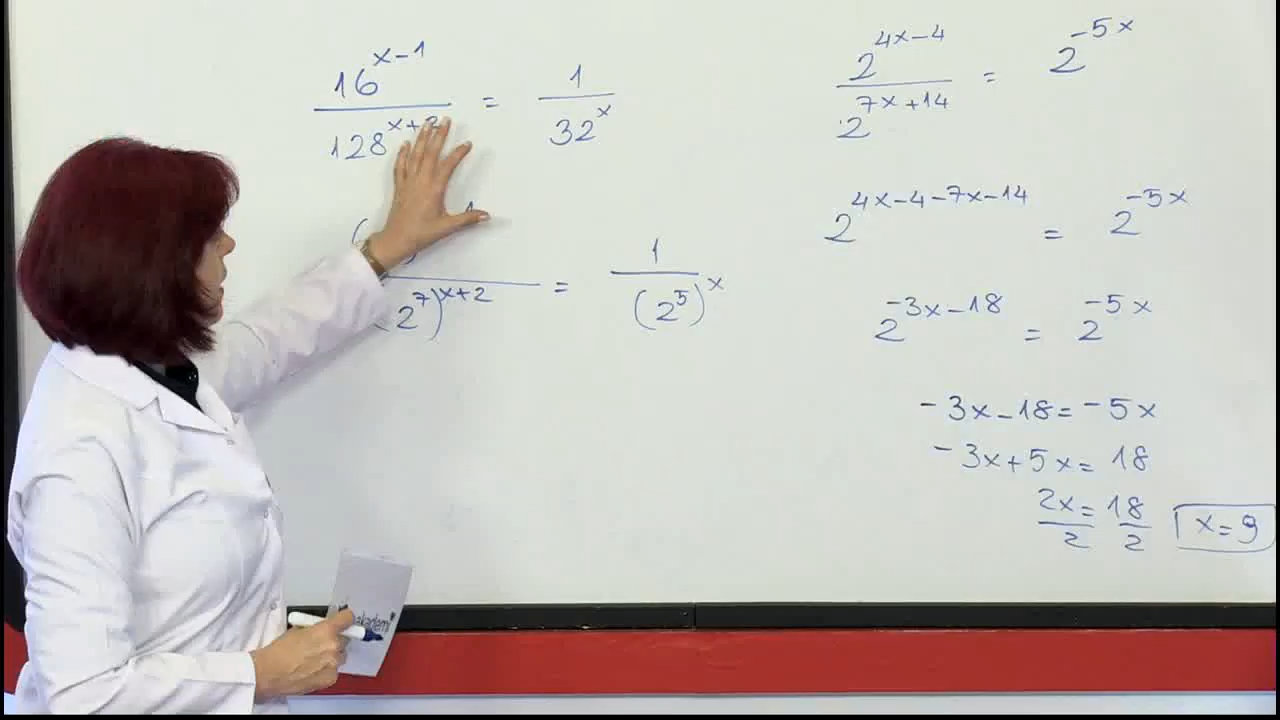 16^(x-1) / 128^(x+2) = 1 / 32^x
(2^7)^(x+2) = 1 / (2^5)^x
2^(4x-4) / 2^(7x+14) = 2^(-5x)
2^(4x-4-7x-14) = 2^(-5x)
2^(-3x-18) = 2^(-5x)
-3x-18=-5x
-3x+5x=18
2x/2 = 18/2 x=9
akademi